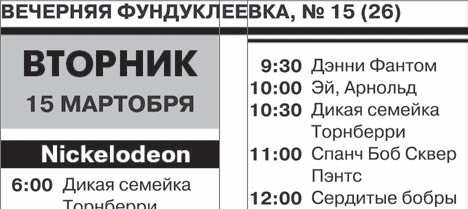 ВЕЧЕРНЯЯ ФУНДУКЛЕЕВКА, № 15 (26)
ВТОРНИК
15 МАРТОБРЯ
Nickelodeon
6:00 Дикая семейка
Торнберри
9:30 Дэнни Фантом
10:00 Эй, Арнольд
10:30 Дикая семейка
Торнберри
11:00 Спанч Боб Сквер
Пэнтс
12:00 Сердитые бобры